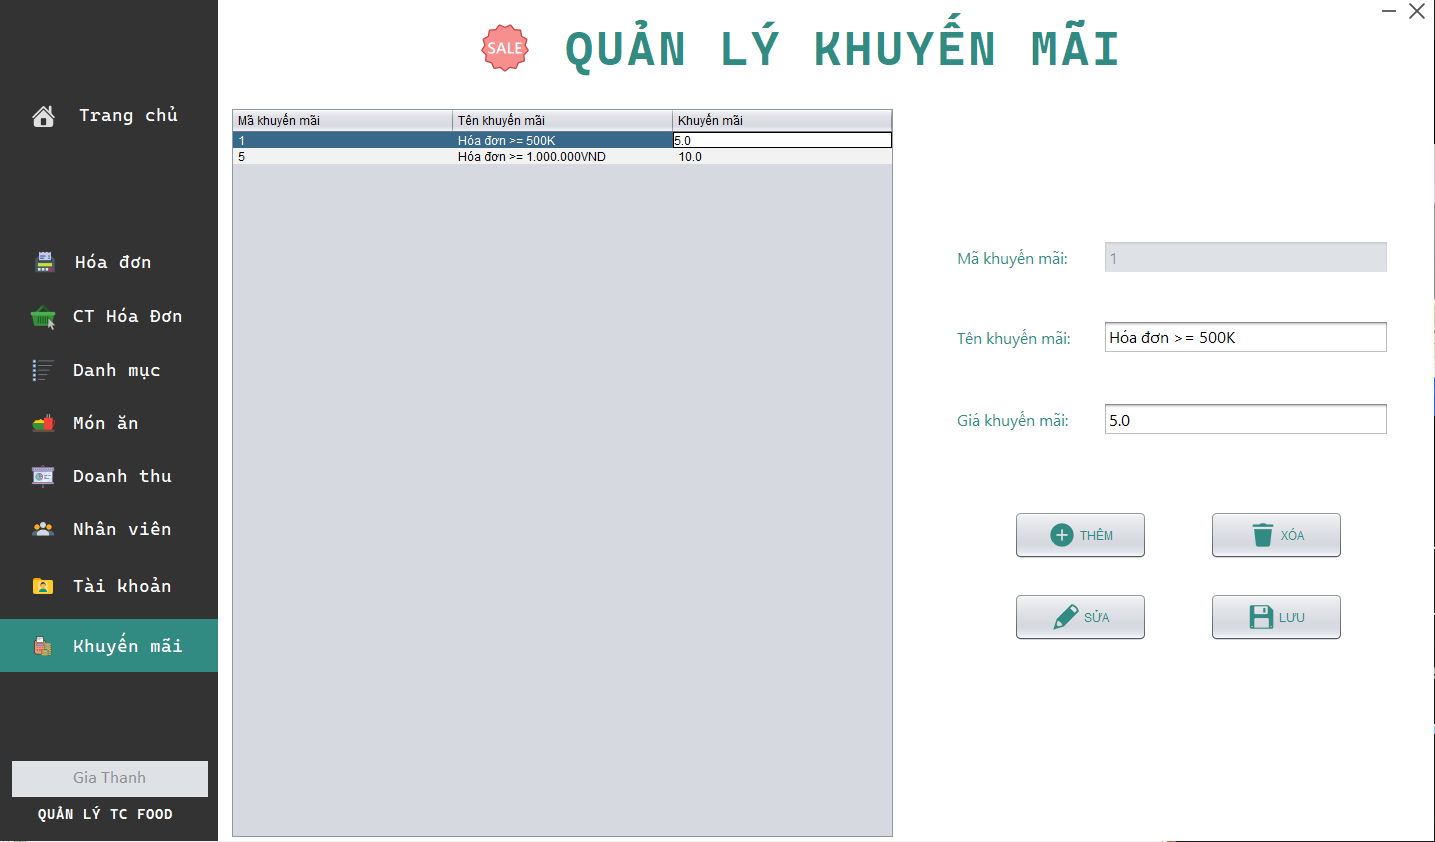 SALE QUẢN LÝ KHUYẾN MÃI
Trang chủ
Hóa đơn
CT Hóa Đơn
Danh mục
Món ăn
Doanh thu
Nhân viên
Tài khoản
Khuyến mãi
Gia Thanh
QUẢN LÝ TC FOOD
Mã khuyến mãi Tên khuyến mãi Khuyến mãi
1 Hóa đơn >= 500K 5.0
5 Hóa đơn >= 1.000.000VND 10.0
Mã khuyến mãi: 1
Tên khuyến mãi: Hóa đơn >= 500K
Giá khuyến mãi: 5.0
THÊM XÓA
SỬA LƯU